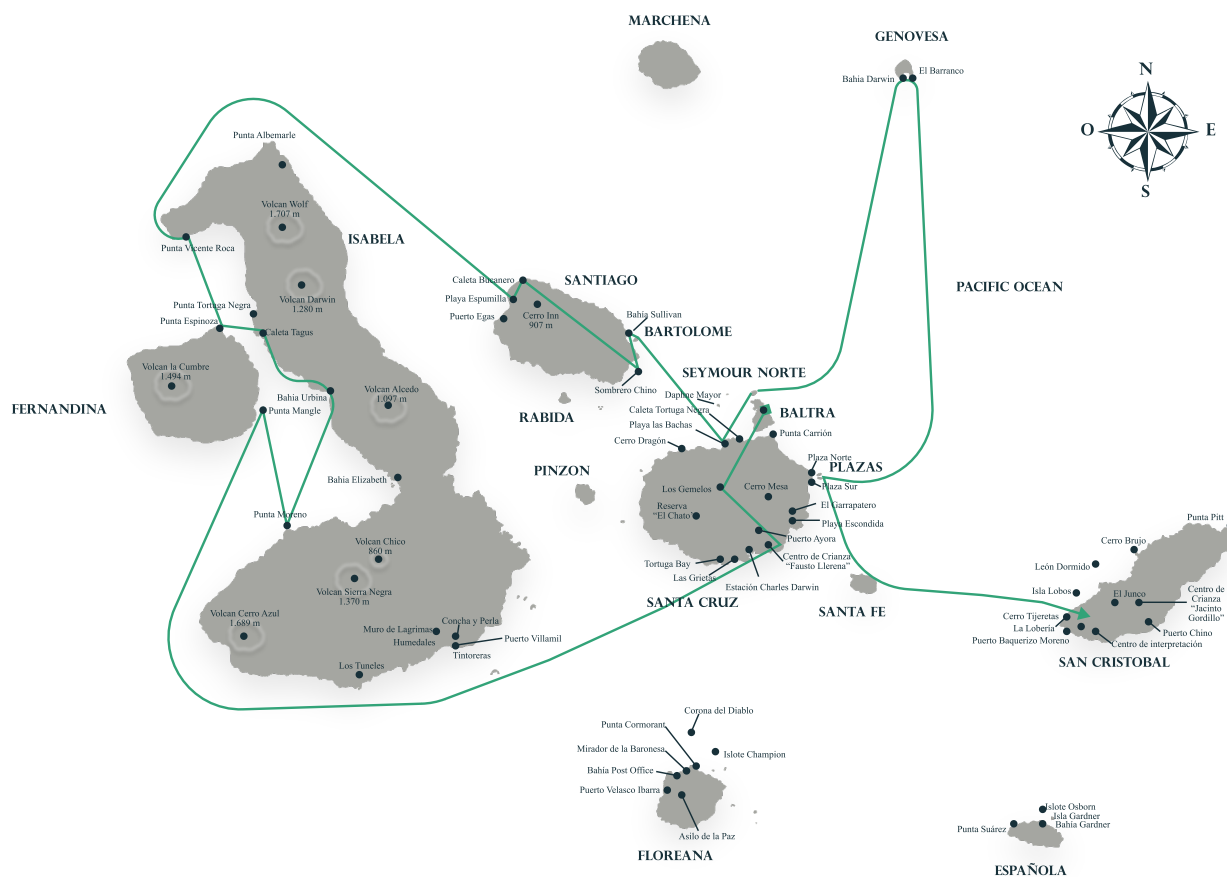 MARCHENA
GENOVESA
Bahia Darwin
El Barranco
N
O
E
S
Punta Albemarle
Volcan Wolf
1.707 m
ISABELA
Punta Vicente Roca
Volcan Darwin
1.280 m
Punta Tortuga Negra
Punta Espinoza
Caleta Tagus
Caleta Bucanero
SANTIAGO
Playa Espumilla
Puerto Egas
Cerro Inn
907 m
Bahia Sullivan
BARTOLOME
Sombrero Chino
PACIFIC OCEAN
SEYMOUR NORTE
Volcan la Cumbre
1.494 m
FERNANDINA
Bahia Urbina
Punta Mangle
Volcan Alcedo
1.097 m
RABIDA
Daphne Mayor
Caleta Tortuga Negra
BALTRA
Playa las Bachas
Punta Carrión
Cerro Dragón
Plaza Norte
PLAZAS
Plaza Sur
PINZON
Bahia Elizabeth
Los Gemelos
Cerro Mesa
Reserva
“El Chato”
El Garrapatero
Playa Escondida
Puerto Ayora
Centro de Crianza
“Fausto Llerena”
Tortuga Bay
Las Grietas
Estación Charles Darwin
SANTA CRUZ
SANTA FE
Punta Moreno
Volcan Chico
860 m
Volcan Sierra Negra
1.370 m
Volcan Cerro Azul
1.689 m
Concha y Perla
Muro de Lagrimas
Humedales
Puerto Villamil
Tintoreras
Los Tuneles
Punta Pitt
Cerro Brujo
León Dormido
Isla Lobos
El Junco
Centro de
Crianza
“Jacinto
Gordillo”
Cerro Tijeretas
La Lobería
Puerto Baquerizo Moreno
Puerto Chino
Centro de interpretación
SAN CRISTOBAL
Corona del Diablo
Punta Cormorant
Mirador de la Baronesa
Islote Champion
Bahía Post Office
Puerto Velasco Ibarra
Asilo de la Paz
FLOREANA
Islote Osborn
Isla Gardner
Bahía Gardner
Punta Suárez
ESPAÑOLA